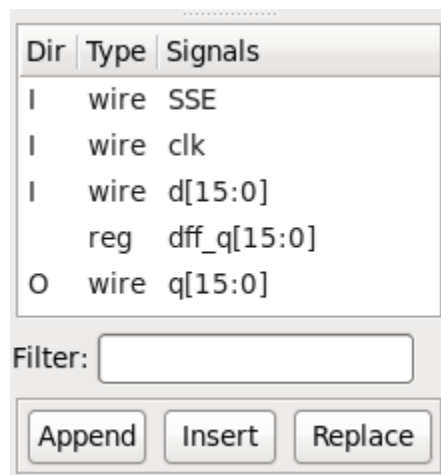 Dir Type Signals
I wire SSE
I wire clk
I wire d[15:0]
reg dff_q[15:0]
O wire q[15:0]
Filter:
Append Insert Replace